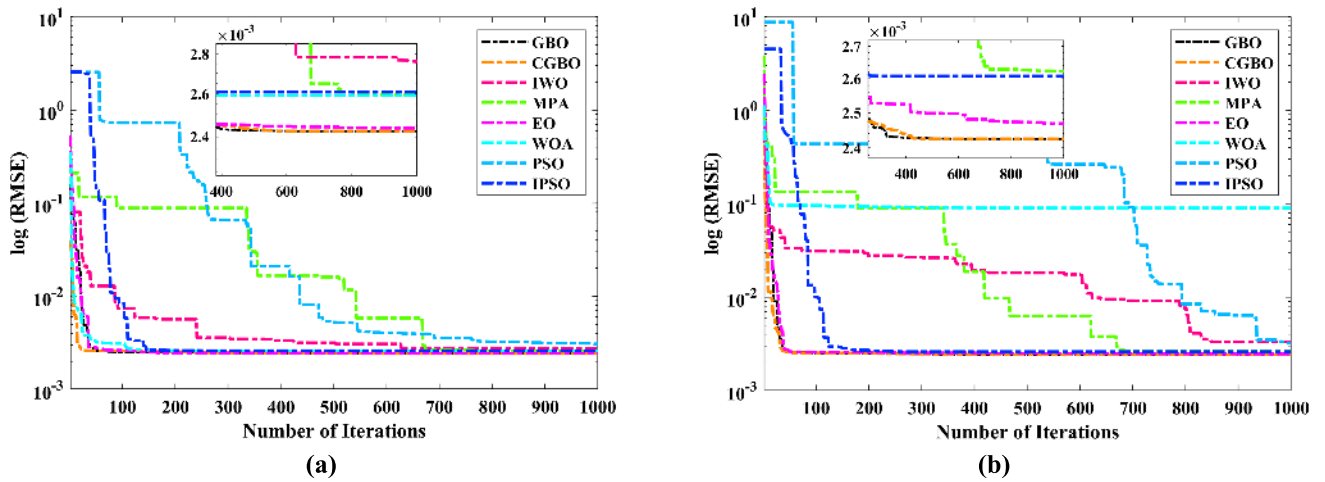 10^1
10^0
10^-1
10^-2
10^-3
log (RMSE)
×10^-3
2.8
2.6
2.4
400 600 800 1000
GBO
CGBO
IWO
MPA
EO
WOA
PSO
IPSO
100 200 300 400 500 600 700 800 900 1000
Number of Iterations
(a)
10^1
10^0
10^-1
10^-2
10^-3
log (RMSE)
×10^-3
2.7
2.6
2.5
2.4
400 600 800 1000
GBO
CGBO
IWO
MPA
EO
WOA
PSO
IPSO
100 200 300 400 500 600 700 800 900 1000
Number of Iterations
(b)